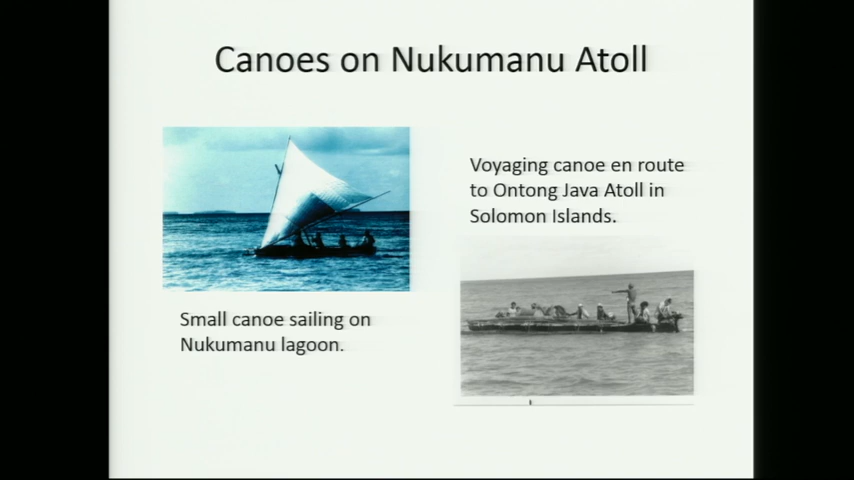 Canoes on Nukumanu Atoll
Voyaging canoe en route
to Ontong Java Atoll in
Solomon Islands.
Small canoe sailing on
Nukumanu lagoon.